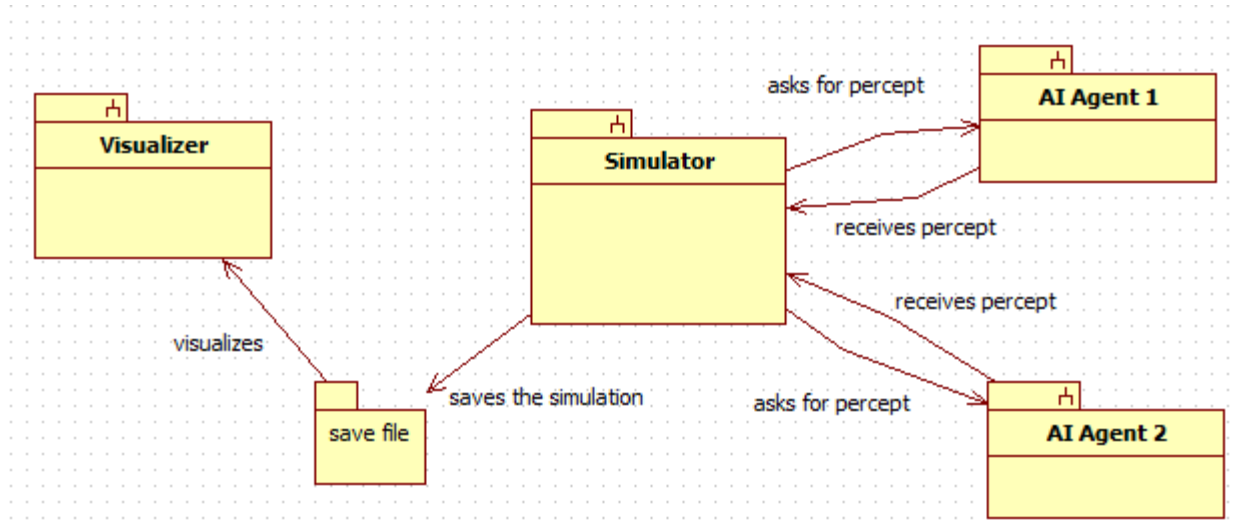 asks for percept
AI Agent 1
Visualizer
Simulator
receives percept
receives percept
visualizes
saves the simulation
asks for percept
save file
AI Agent 2